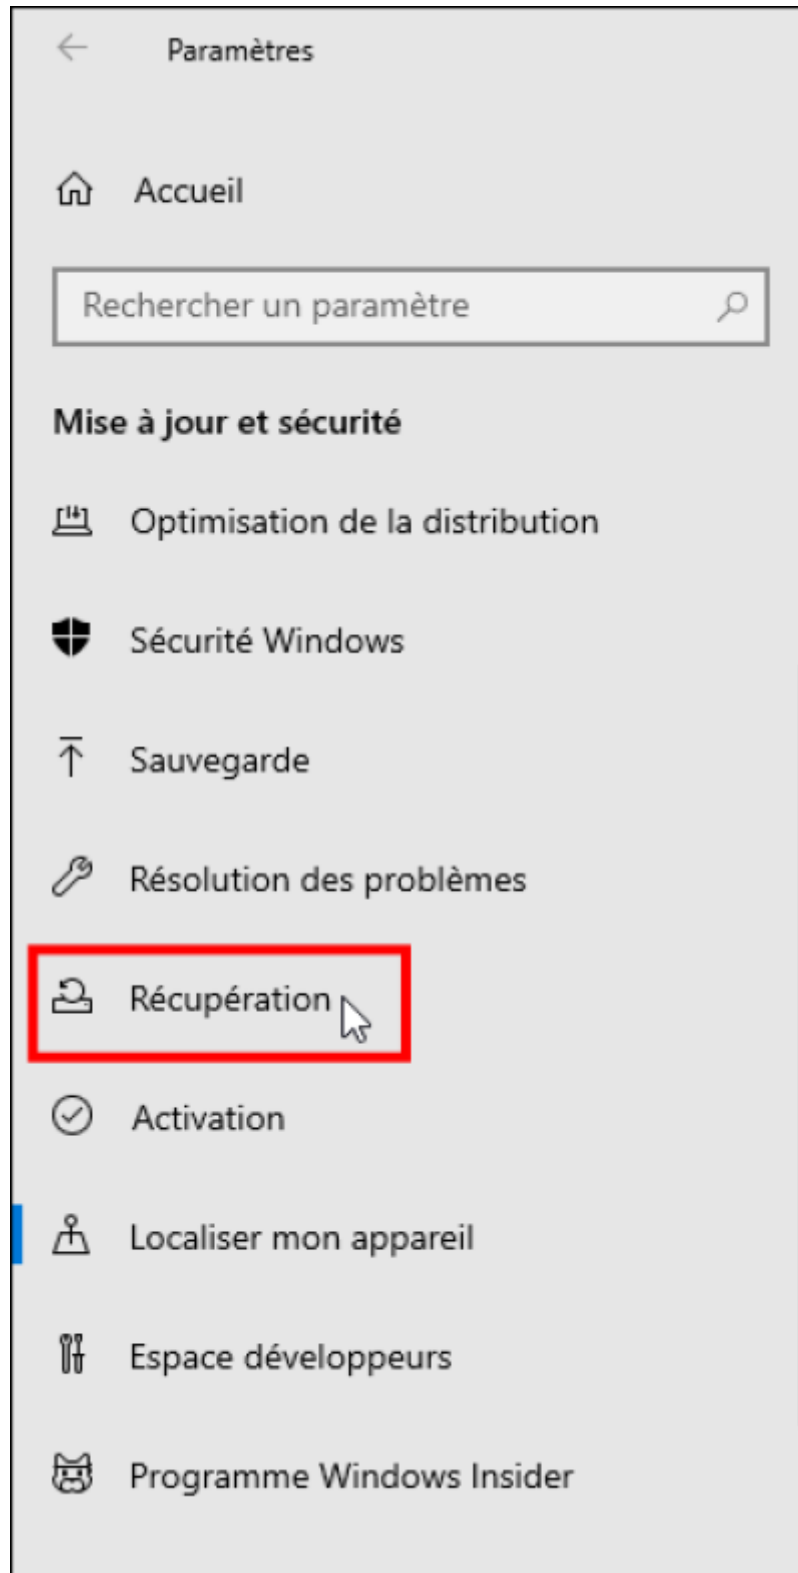 Paramètres
Accueil
Rechercher un paramètre
Mise à jour et sécurité
Optimisation de la distribution
Sécurité Windows
Sauvegarde
Résolution des problèmes
Récupération
Activation
Localiser mon appareil
Espace développeurs
Programme Windows Insider